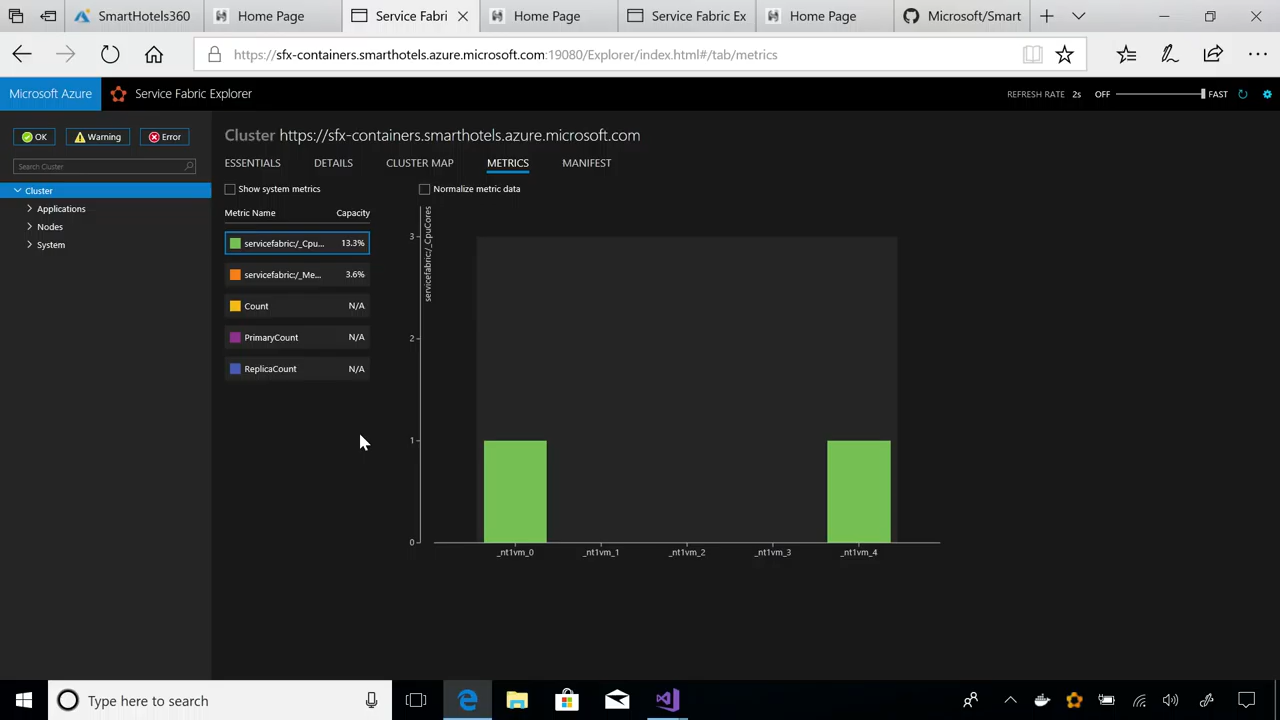 SmartHotels360
Home Page
Service Fabri
Home Page
Service Fabric Ex
Home Page
Microsoft/Smart
https://sfx-containers.smarthotels.azure.microsoft.com:19080/Explorer/index.html#/tab/metrics
Microsoft Azure
Service Fabric Explorer
REFRESH RATE 2s OFF FAST
OK
Warning
Error
Search Cluster
Cluster
Applications
Nodes
System
Cluster https://sfx-containers.smarthotels.azure.microsoft.com
ESSENTIALS DETAILS CLUSTER MAP METRICS MANIFEST
Show system metrics
Metric Name Capacity
servicefabric:/_Cpu... 13.3%
servicefabric:/_Me... 3.6%
Count N/A
PrimaryCount N/A
ReplicaCount N/A
Normalize metric data
servicefabric:/_CpuCores
3
2
1
0
_nt1vm_0 _nt1vm_1 _nt1vm_2 _nt1vm_3 _nt1vm_4
Type here to search